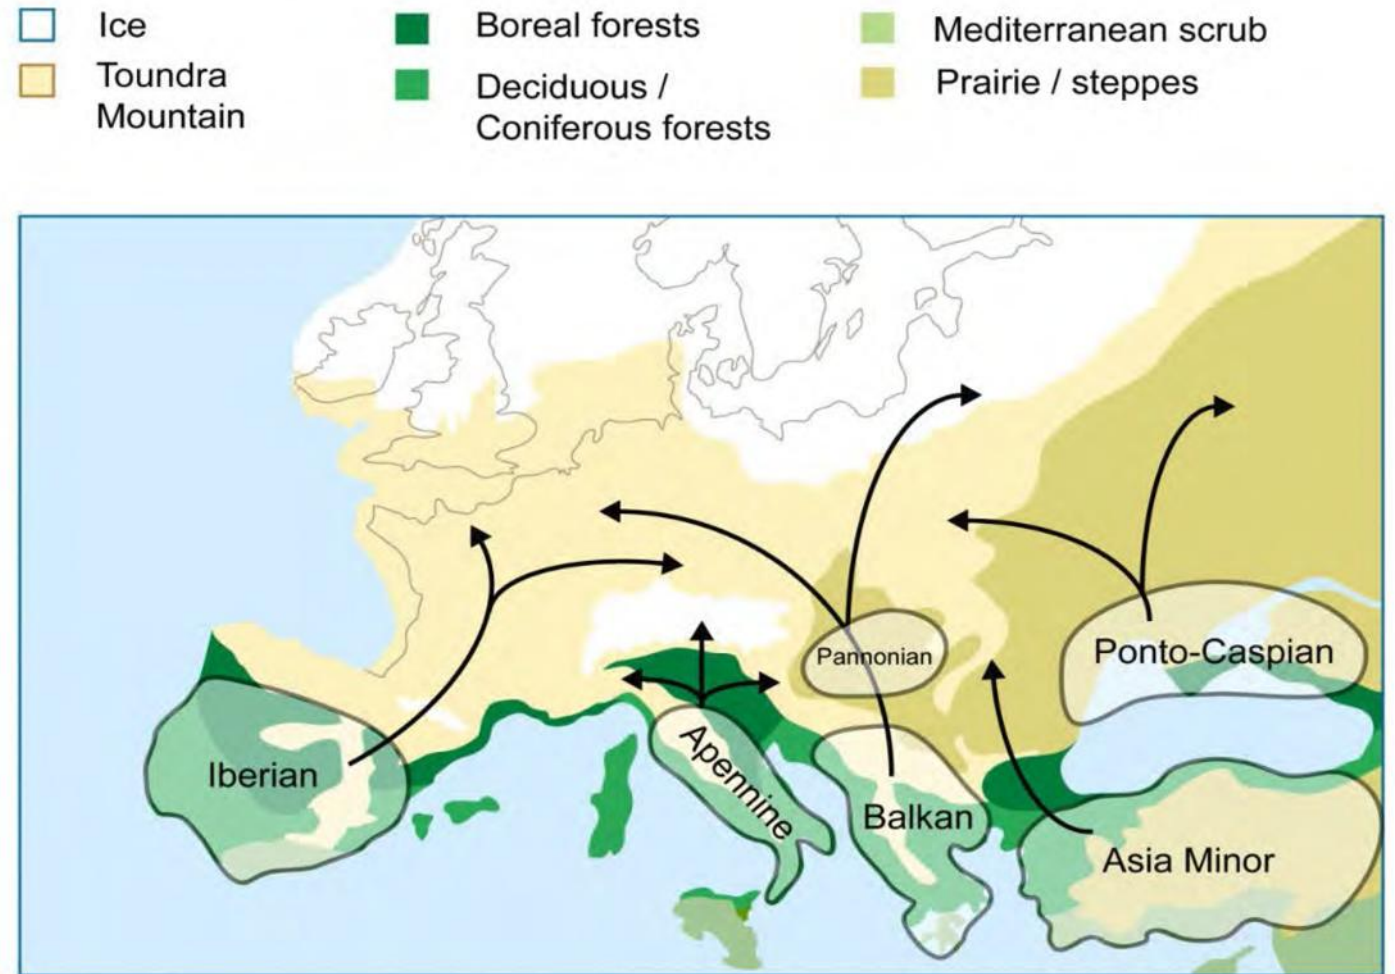 Ice
Toundra
Mountain
Boreal forests
Deciduous /
Coniferous forests
Mediterranean scrub
Prairie / steppes
Pannonian
Ponto-Caspian
Iberian
Apennine
Balkan
Asia Minor